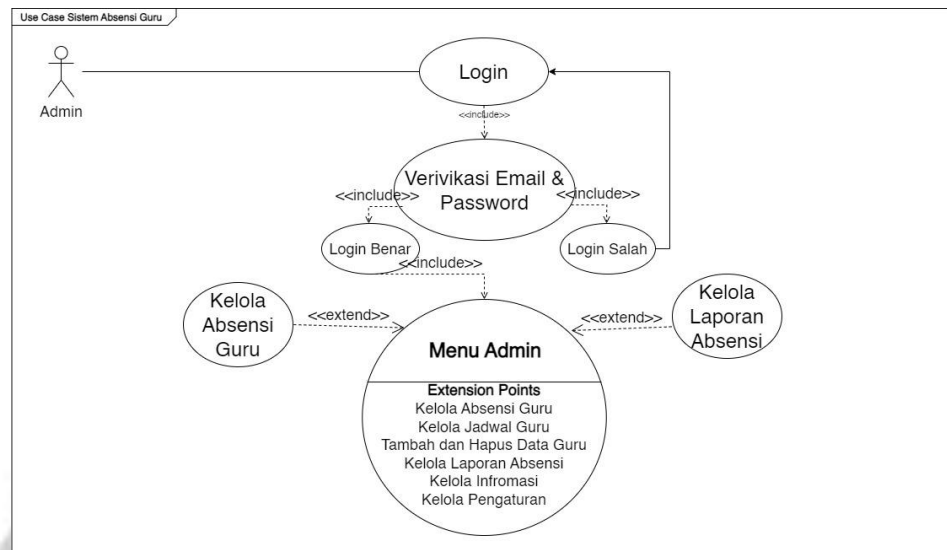 Use Case Sistem Absensi Guru
Admin
Login
<<include>>
Verivikasi Email &
Password
<<include>>
<<include>>
Login Benar
Login Salah
<<include>>
Kelola
Absensi
Guru
<<extend>>
<<extend>>
Kelola
Laporan
Absensi
Menu Admin
Extension Points
Kelola Absensi Guru
Kelola Jadwal Guru
Tambah dan Hapus Data Guru
Kelola Laporan Absensi
Kelola Infromasi
Kelola Pengaturan